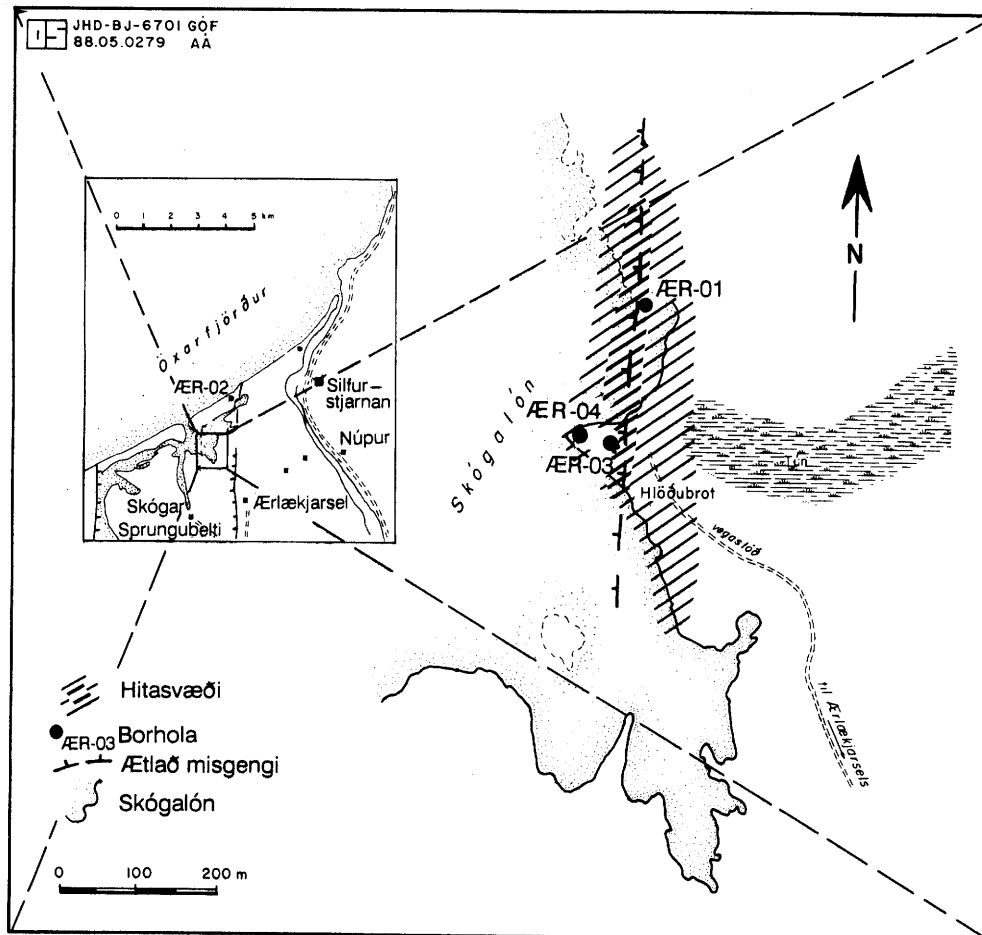 JHD-BJ-6701 GÓF
88.05.0279 AÁ
0 1 2 3 4 5 km
Öxarfjörður
ÆR-02
Silfur-
stjarnan
Núpur
Ærlækjarsel
Skógar
Sprungubelti
N
ÆR-01
Skógalón
ÆR-04
ÆR-03
Tún
Hlöðubrot
vegaslóð
til Ærlækjarsels
Hitasvæði
ÆR-03 Borhola
Ætlað misgengi
Skógalón
0 100 200 m